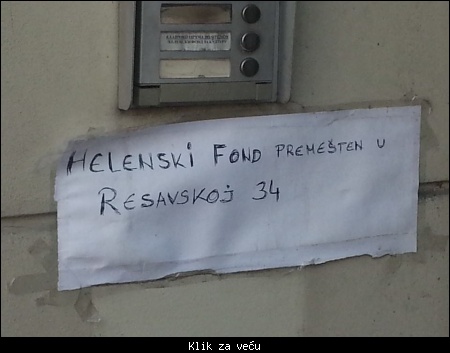 HELENSKI FOND PREMEŠTEN U
RESAVSKOJ 34
Klik za veću